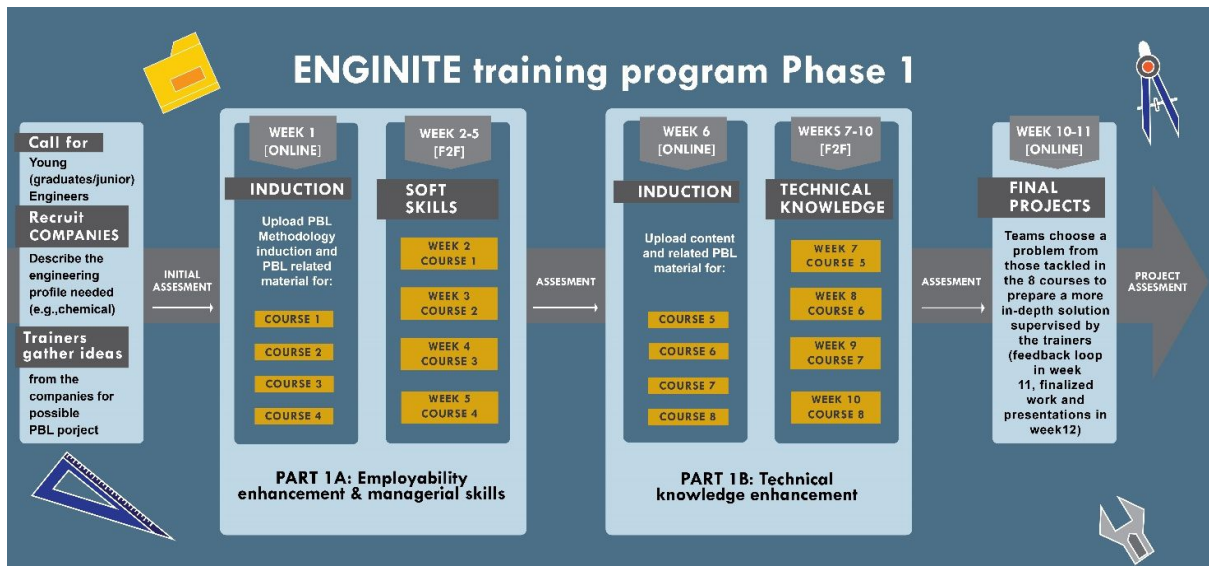 ENGINITE training program Phase 1
Call for
Young
(graduates/junior)
Engineers
Recruit
COMPANIES
Describe the
engineering
profile needed
(e.g.,chemical)
Trainers
gather ideas
from the
companies for
possible
PBL porject
INITIAL
ASSESMENT
WEEK 1
[ONLINE]
INDUCTION
Upload PBL
Methodology
induction and
PBL related
material for:
COURSE 1
COURSE 2
COURSE 3
COURSE 4
WEEK 2-5
[F2F]
SOFT
SKILLS
WEEK 2
COURSE 1
WEEK 3
COURSE 2
WEEK 4
COURSE 3
WEEK 5
COURSE 4
PART 1A: Employability
enhancement & managerial skills
ASSESMENT
WEEK 6
[ONLINE]
INDUCTION
Upload content
and related PBL
material for:
COURSE 5
COURSE 6
COURSE 7
COURSE 8
WEEKS 7-10
[F2F]
TECHNICAL
KNOWLEDGE
WEEK 7
COURSE 5
WEEK 8
COURSE 6
WEEK 9
COURSE 7
WEEK 10
COURSE 8
PART 1B: Technical
knowledge enhancement
ASSESMENT
WEEK 10-11
[ONLINE]
FINAL
PROJECTS
Teams choose a
problem from
those tackled in
the 8 courses to
prepare a more
in-depth solution
supervised by
the trainers
(feedback loop
in week
11, finalized
work and
presentations in
week12)
PROJECT
ASSESMENT